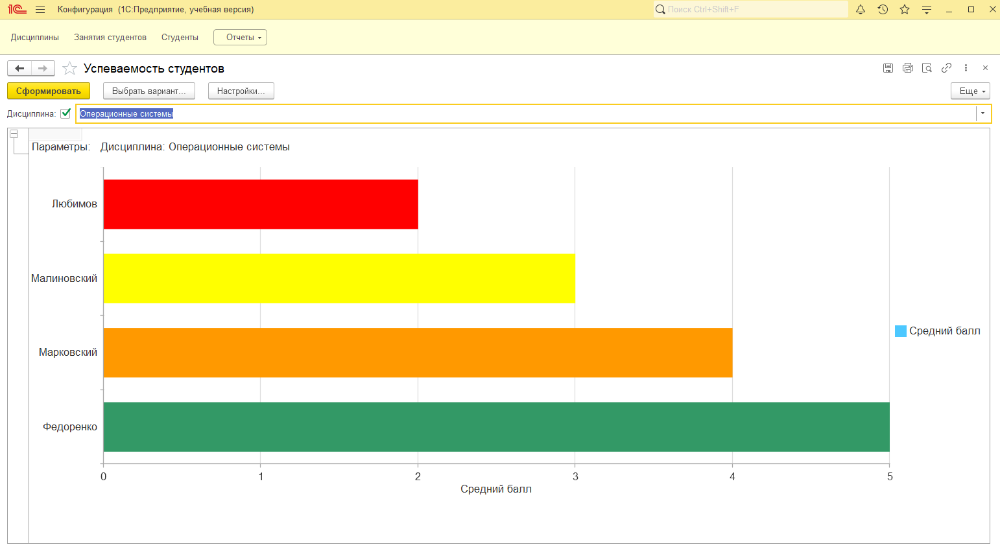 1С Конфигурация (1С:Предприятие, учебная версия) Поиск Ctrl+Shift+F
Дисциплины Занятия студентов Студенты Отчеты
Успеваемость студентов
Сформировать Выбрать вариант... Настройки... Еще
Дисциплина: Операционные системы
Параметры: Дисциплина: Операционные системы
Любимов
Малиновский
Средний балл
Марковский
Федоренко
0 1 2 3 4 5
Средний балл